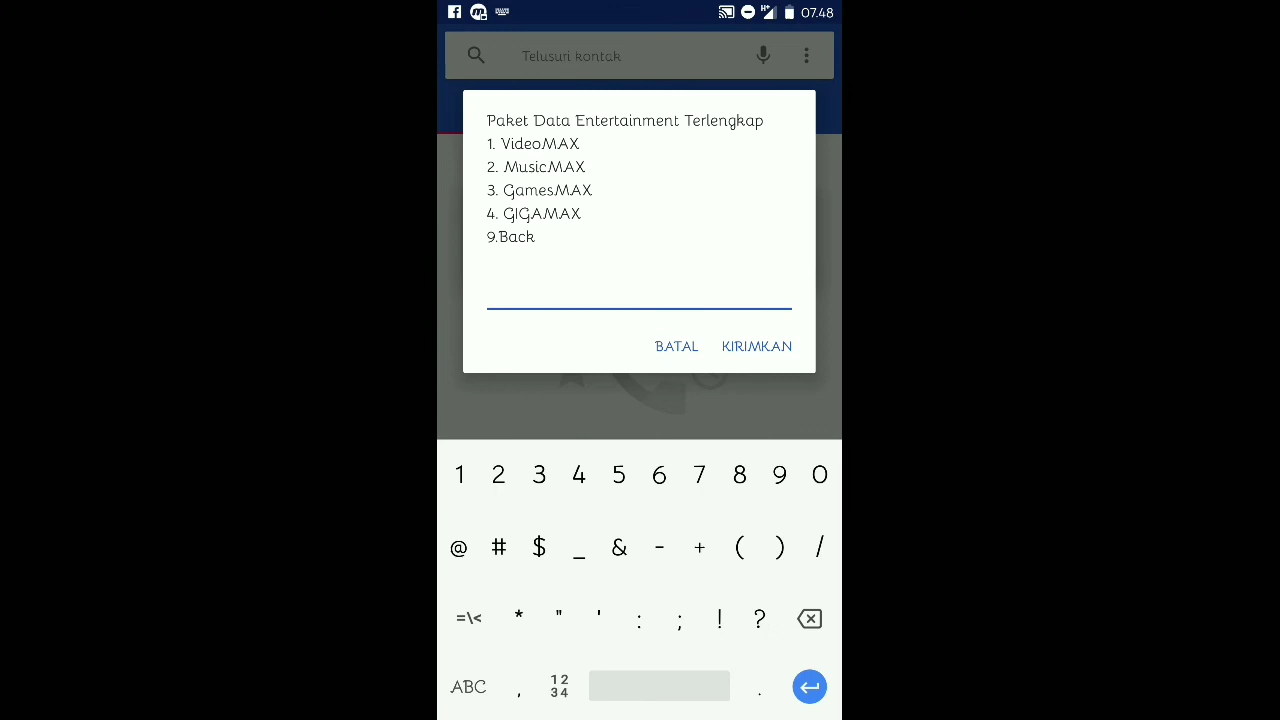 H+ 07.48
Telusuri kontak
Paket Data Entertainment Terlengkap
1. VideoMAX
2. MusicMAX
3. GamesMAX
4. GIGAMAX
9.Back
BATAL KIRIMKAN
1 2 3 4 5 6 7 8 9 0
@ # $ _ & - + ( ) /
=\< * " ' : ; ! ?
ABC , 12 34 .